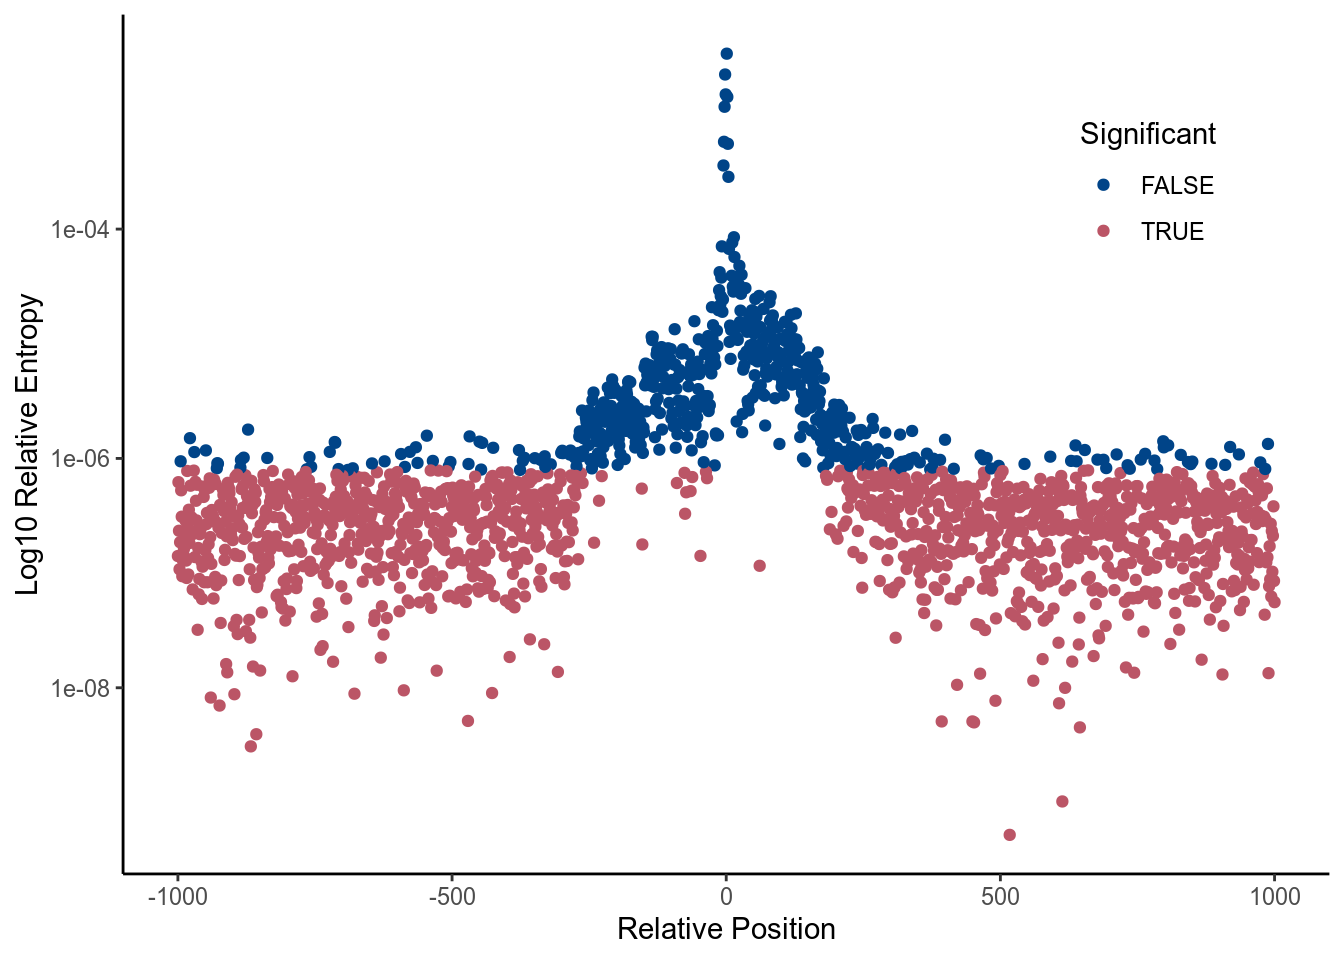 Significant
FALSE
TRUE
1e-04
1e-06
1e-08
Log10 Relative Entropy
-1000
-500
0
500
1000
Relative Position